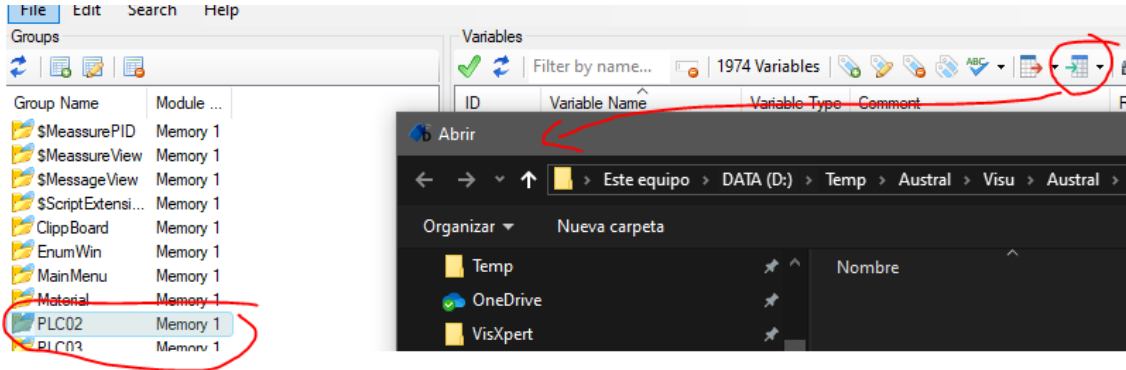 File Edit Search Help
Groups
Variables
Filter by name...
1974 Variables
ABC
Group Name Module ...
ID Variable Name Variable Type Comment F
$MeassurePID Memory 1
$MeassureView Memory 1
$MessageView Memory 1
$ScriptExtensi... Memory 1
ClippBoard Memory 1
EnumWin Memory 1
MainMenu Memory 1
Material Memory 1
PLC02 Memory 1
PLC03 Memory 1
Abrir
Este equipo > DATA (D:) > Temp > Austral > Visu > Austral >
Organizar Nueva carpeta
Temp
Nombre
OneDrive
VisXpert